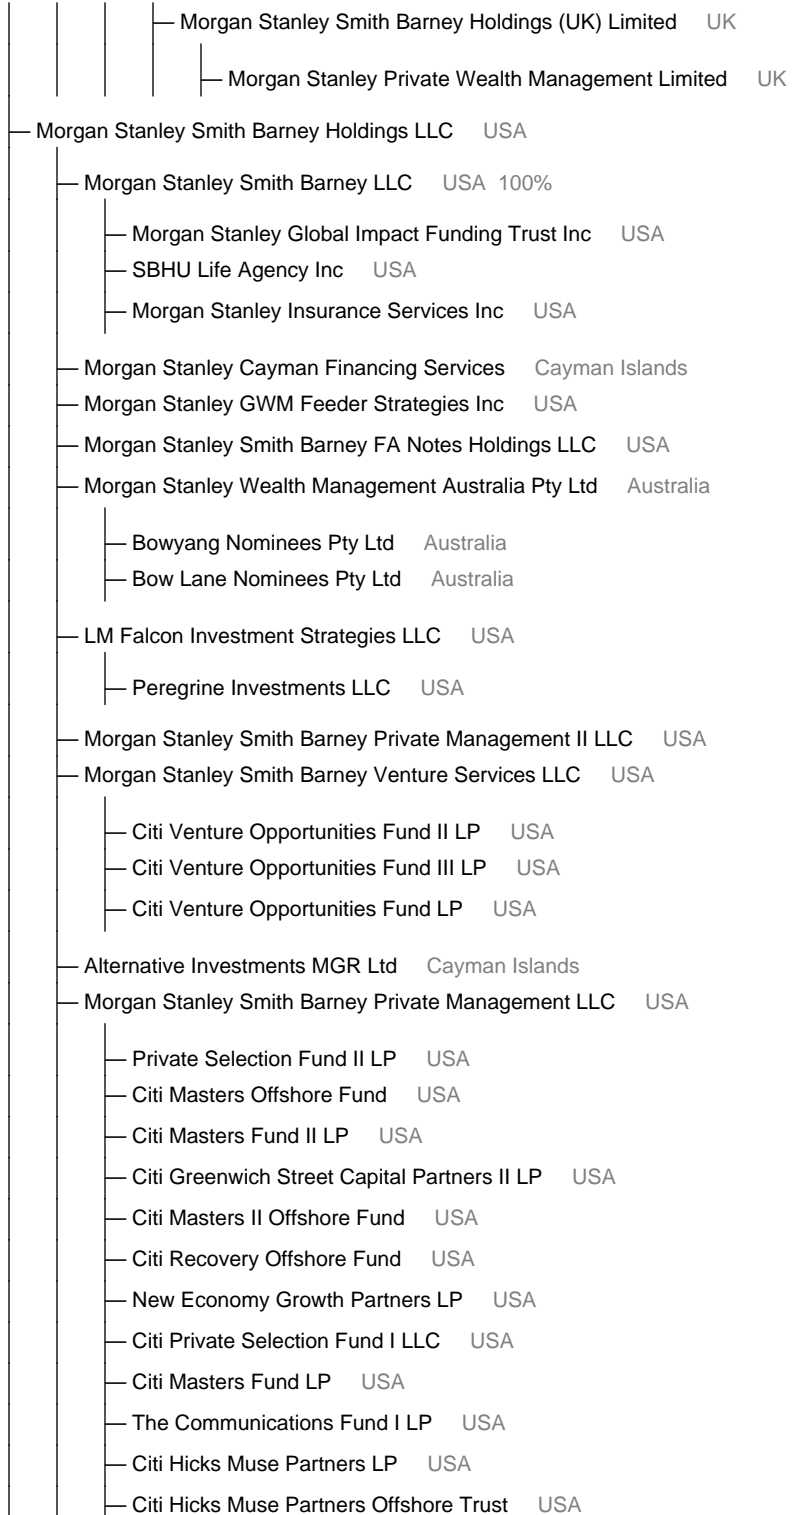 Morgan Stanley Smith Barney Holdings (UK) Limited UK
Morgan Stanley Private Wealth Management Limited UK
Morgan Stanley Smith Barney Holdings LLC USA
Morgan Stanley Smith Barney LLC USA 100%
Morgan Stanley Global Impact Funding Trust Inc USA
SBHU Life Agency Inc USA
Morgan Stanley Insurance Services Inc USA
Morgan Stanley Cayman Financing Services Cayman Islands
Morgan Stanley GWM Feeder Strategies Inc USA
Morgan Stanley Smith Barney FA Notes Holdings LLC USA
Morgan Stanley Wealth Management Australia Pty Ltd Australia
Bowyang Nominees Pty Ltd Australia
Bow Lane Nominees Pty Ltd Australia
LM Falcon Investment Strategies LLC USA
Peregrine Investments LLC USA
Morgan Stanley Smith Barney Private Management II LLC USA
Morgan Stanley Smith Barney Venture Services LLC USA
Citi Venture Opportunities Fund II LP USA
Citi Venture Opportunities Fund III LP USA
Citi Venture Opportunities Fund LP USA
Alternative Investments MGR Ltd Cayman Islands
Morgan Stanley Smith Barney Private Management LLC USA
Private Selection Fund II LP USA
Citi Masters Offshore Fund USA
Citi Masters Fund II LP USA
Citi Greenwich Street Capital Partners II LP USA
Citi Masters II Offshore Fund USA
Citi Recovery Offshore Fund USA
New Economy Growth Partners LP USA
Citi Private Selection Fund I LLC USA
Citi Masters Fund LP USA
The Communications Fund I LP USA
Citi Hicks Muse Partners LP USA
Citi Hicks Muse Partners Offshore Trust USA